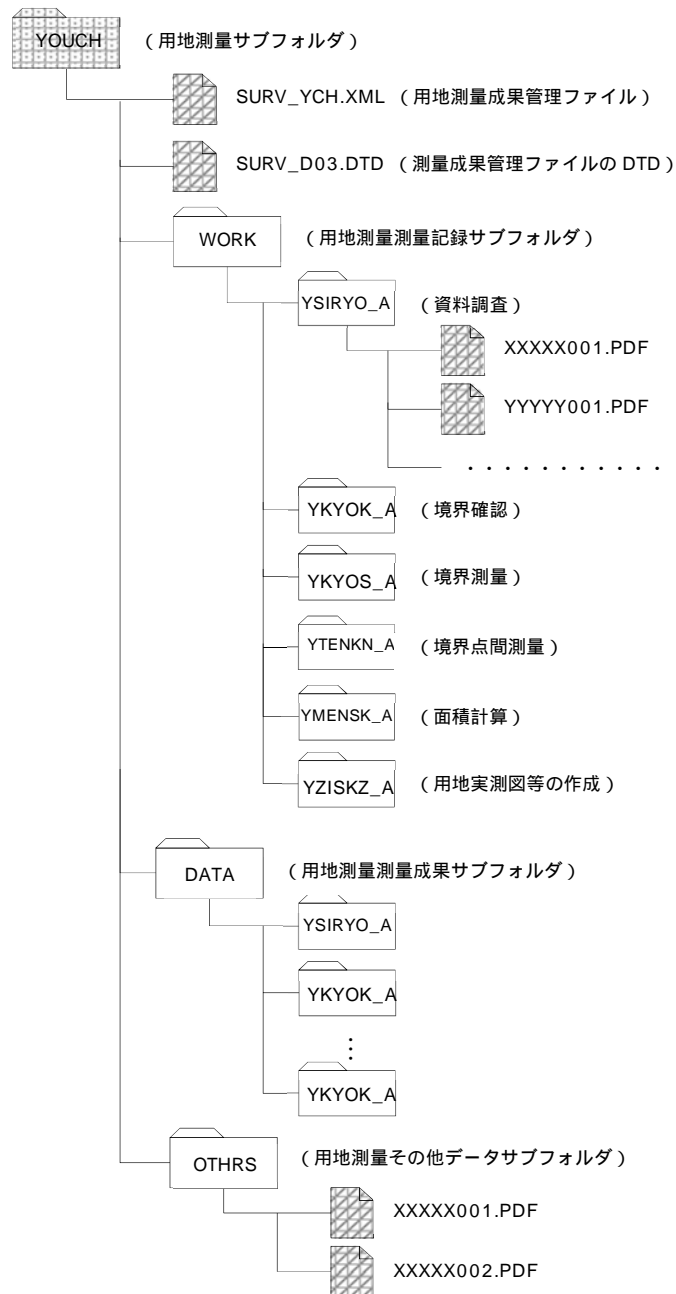 YOUCH （用地測量サブフォルダ）
SURV_YCH.XML （用地測量成果管理ファイル）
SURV_D03.DTD （測量成果管理ファイルの DTD）
WORK （用地測量測量記録サブフォルダ）
YSIRYO_A （資料調査）
XXXXX001.PDF
YYYYY001.PDF
・・・・・・・・・・・
YKYOK_A （境界確認）
YKYOS_A （境界測量）
YTENKN_A （境界点間測量）
YMENSK_A （面積計算）
YZISKZ_A （用地実測図等の作成）
DATA （用地測量測量成果サブフォルダ）
YSIRYO_A
YKYOK_A
⋮
YKYOK_A
OTHRS （用地測量その他データサブフォルダ）
XXXXX001.PDF
XXXXX002.PDF